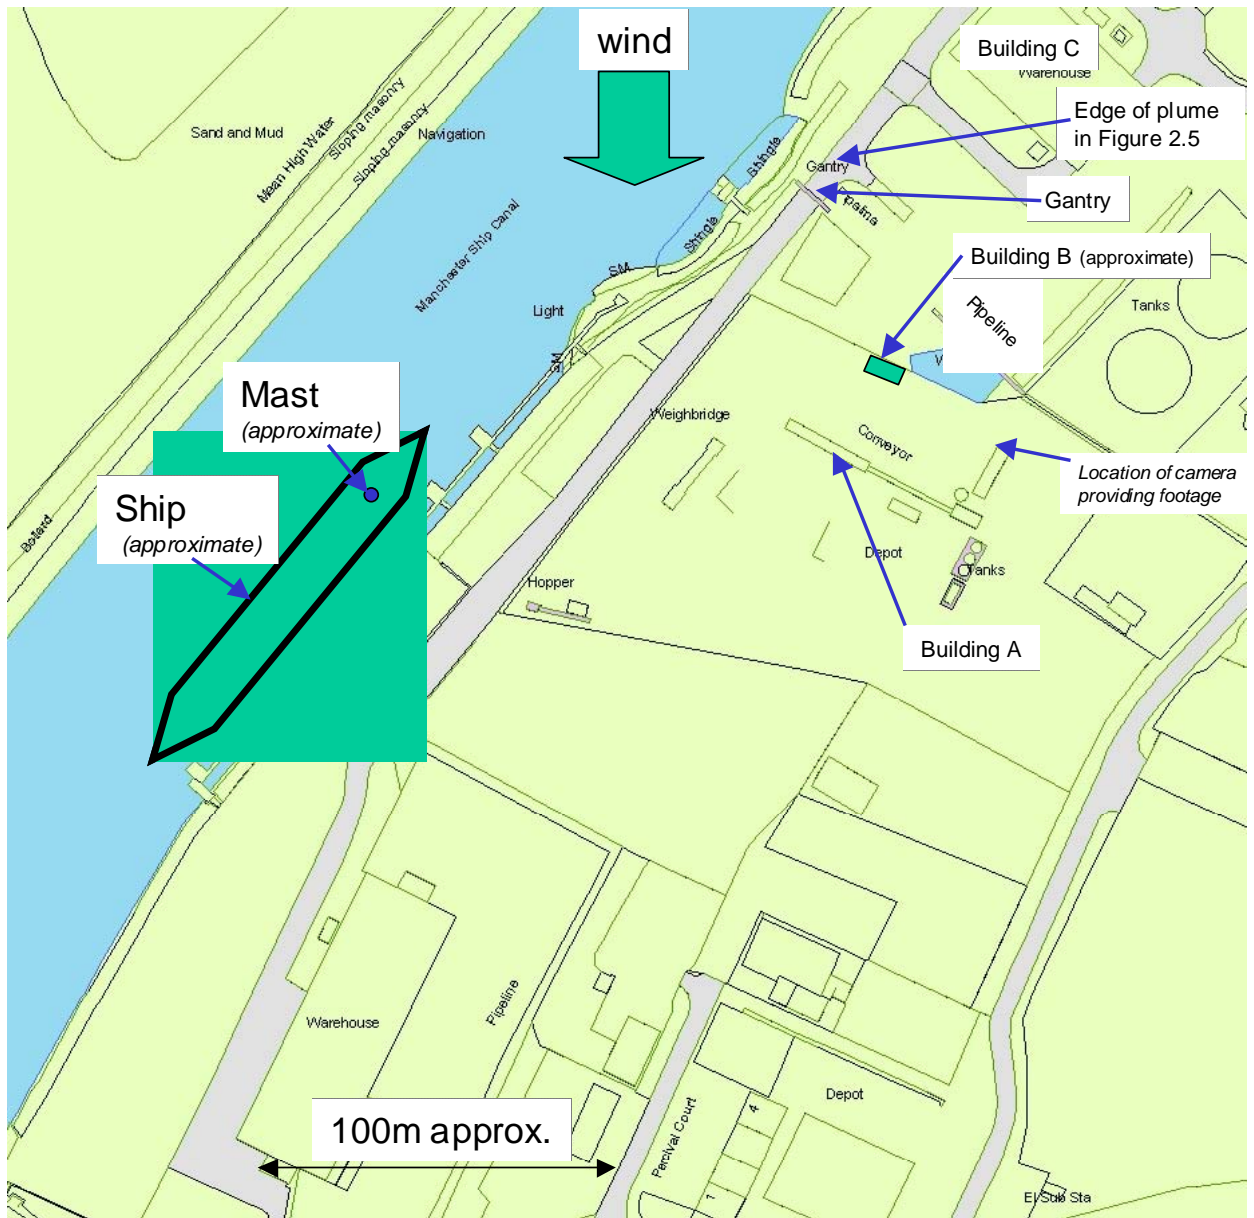 wind
Building C
Warehouse
Edge of plume
in Figure 2.5
Sand and Mud
Mean High Water
Sloping masonry
Sloping masonry
Navigation
Shingle
Gantry
Pipeline
Gantry
Manchester Ship Canal
Shingle
SM
Building B (approximate)
Light
SM
Pipeline
Tanks
W
Mast
(approximate)
Weighbridge
Conveyor
Location of camera
providing footage
Ship
(approximate)
Bollard
Depot
Tanks
Hopper
Building A
Pipeline
Warehouse
100m approx.
Percival Court
4
1
Depot
El Sub Sta